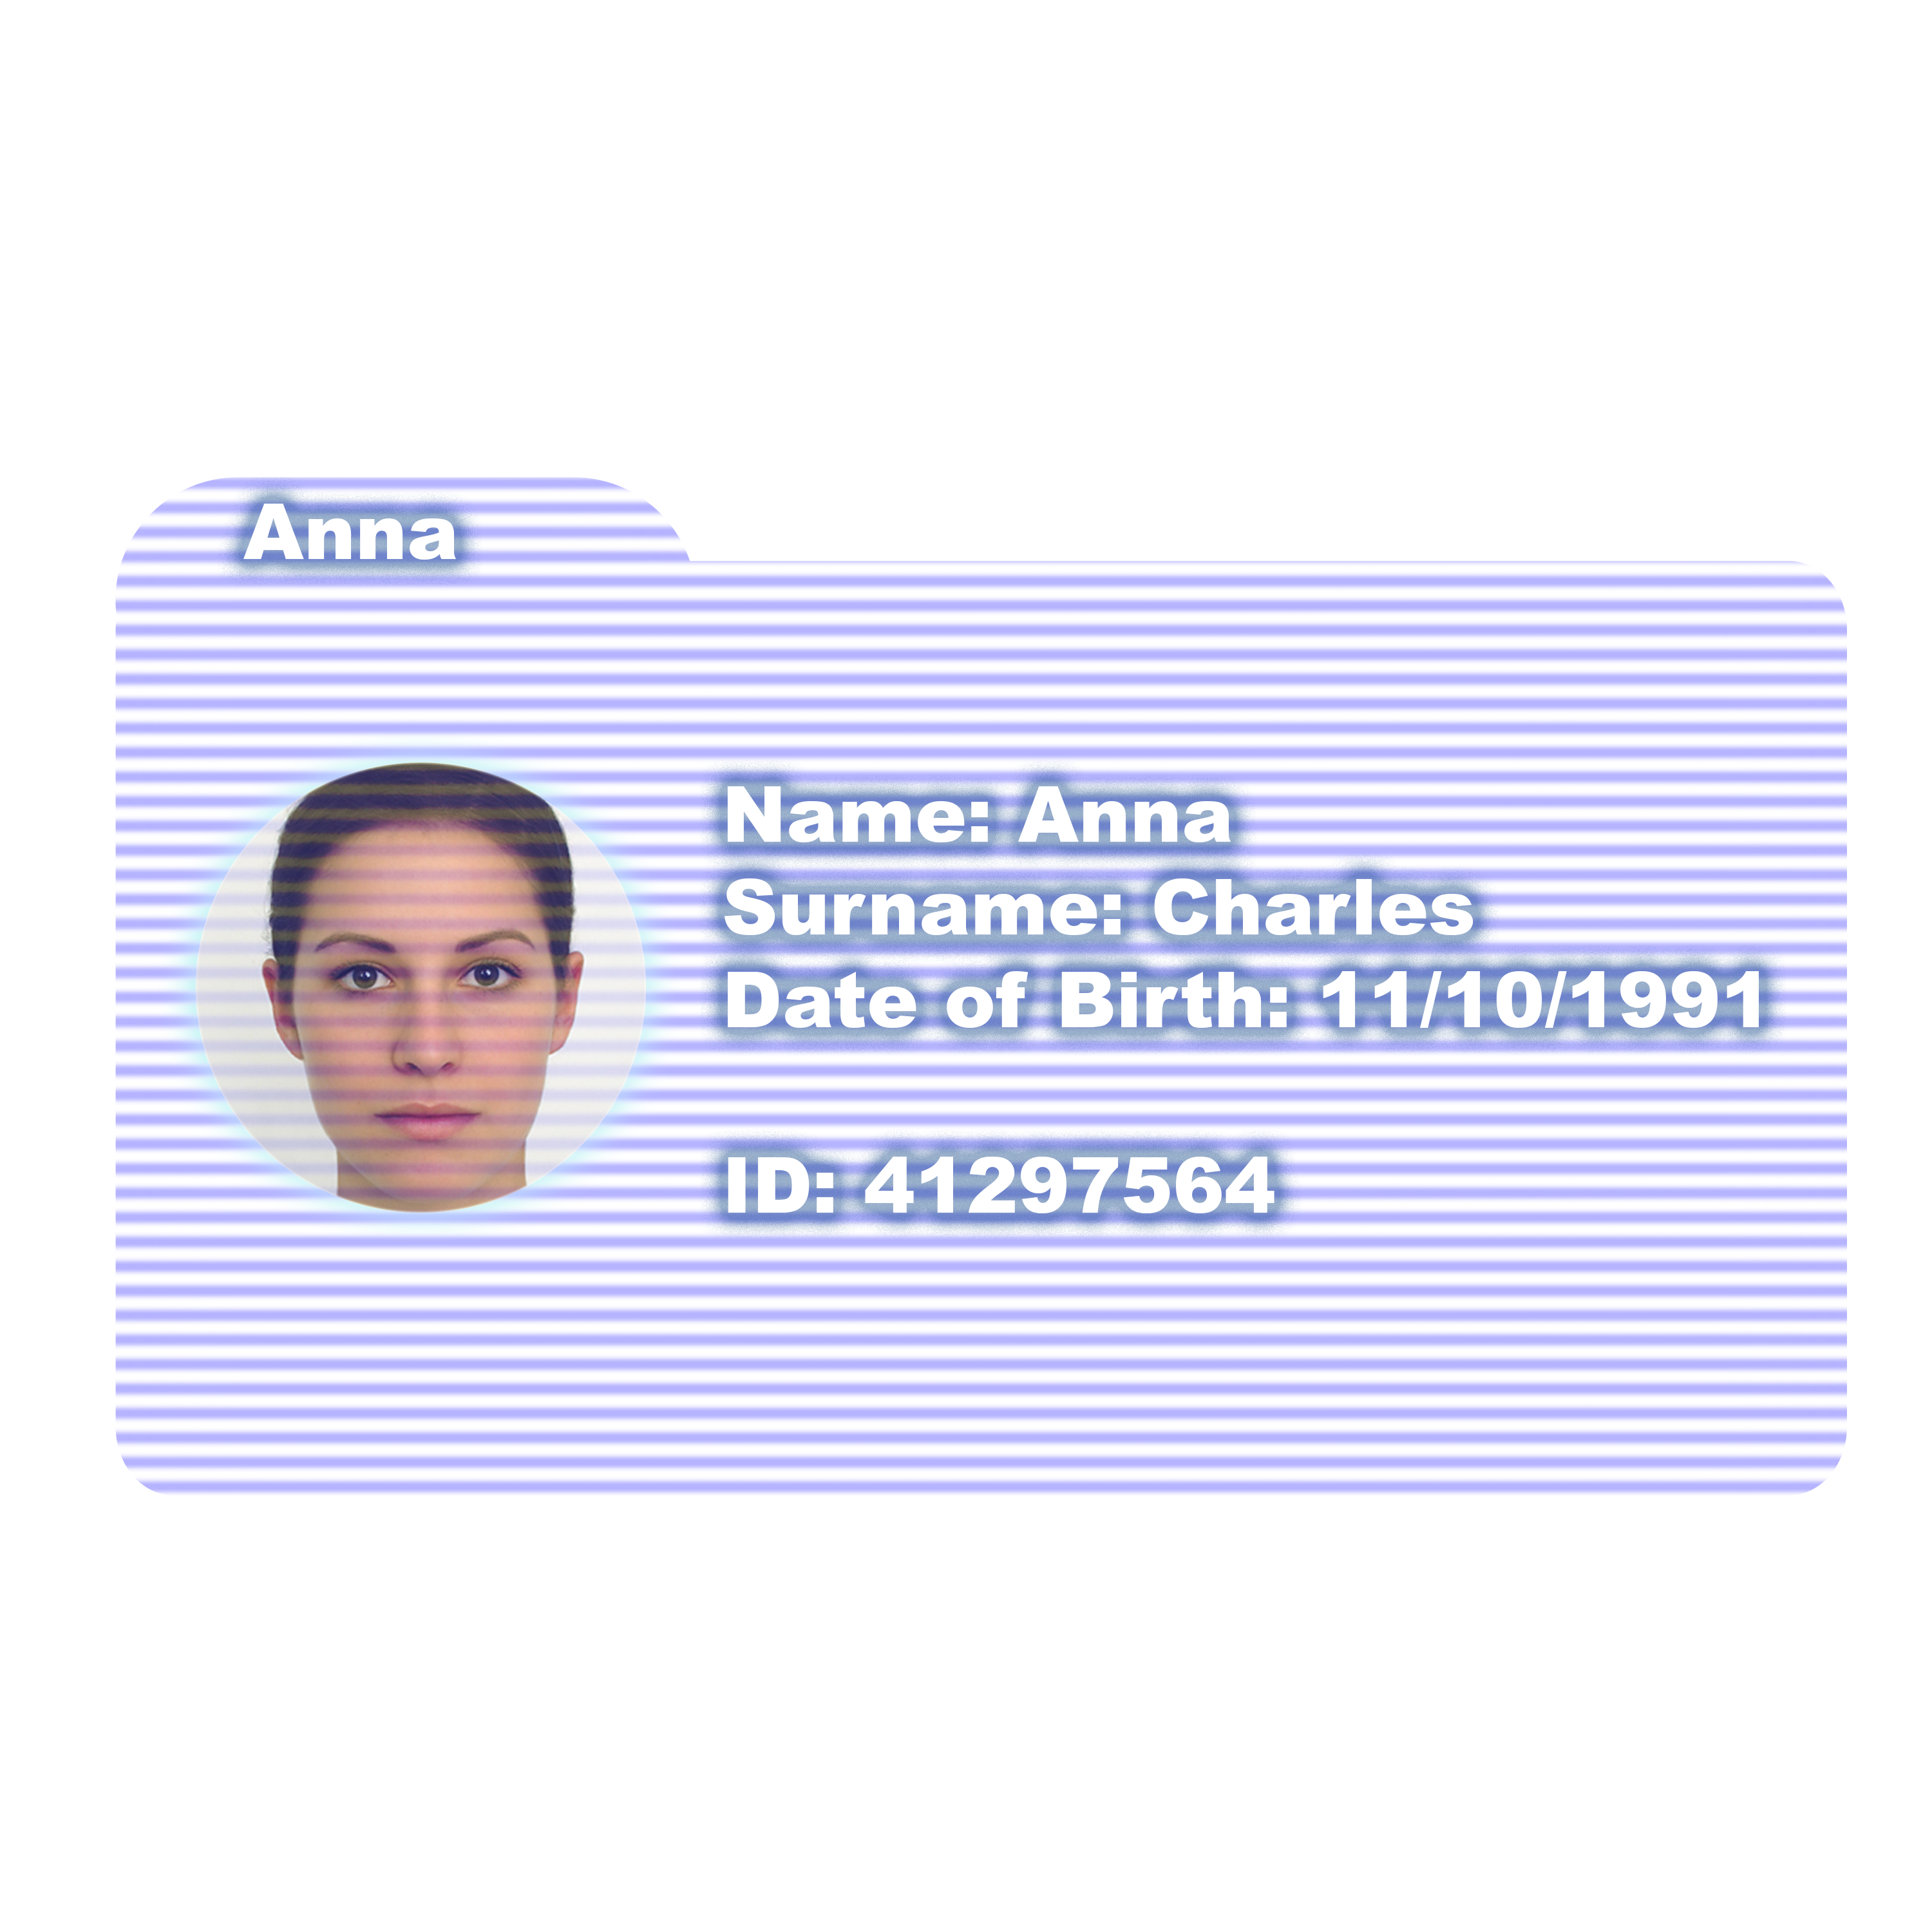 Anna
Name: Anna
Surname: Charles
Date of Birth: 11/10/1991
ID: 41297564